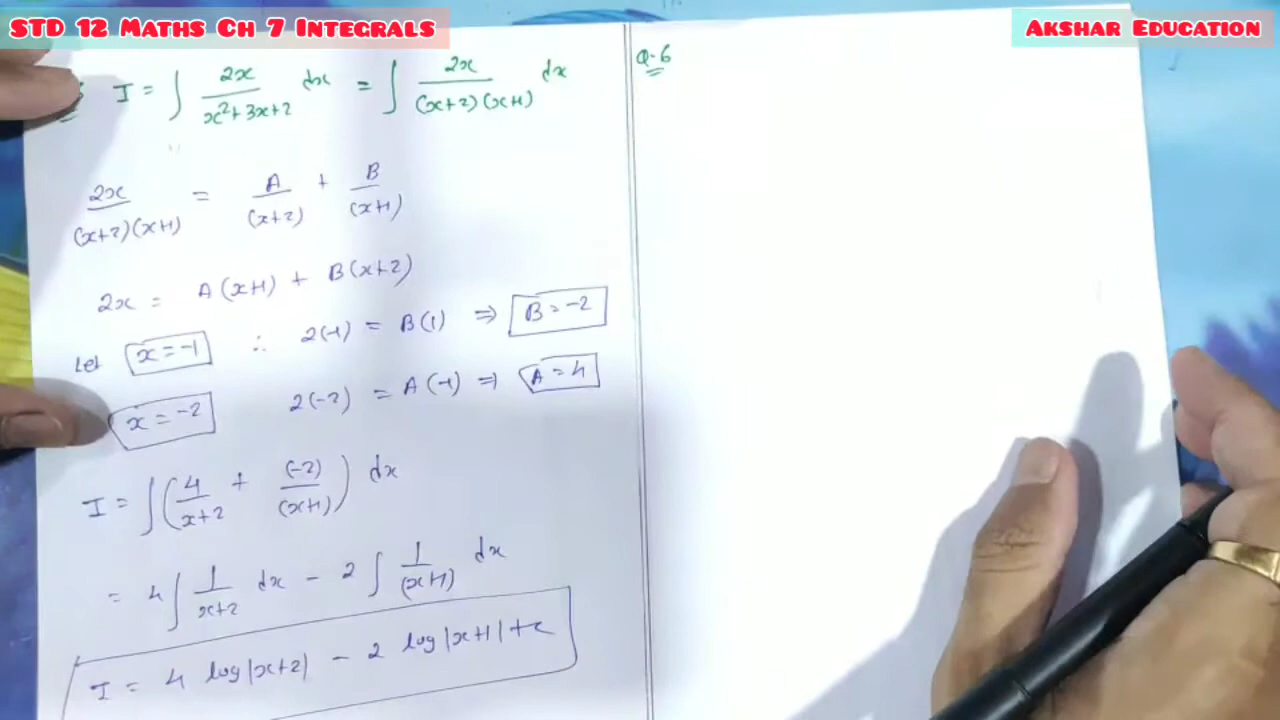 STD 12 Maths Ch 7 Integrals
Akshar Education
I = ∫ 2x/(x²+3x+2) dx = ∫ 2x/((x+2)(x+1)) dx
2x/((x+2)(x+1)) = A/(x+2) + B/(x+1)
2x = A(x+1) + B(x+2)
Let x = -1 ∴ 2(-1) = B(1) ⇒ B = -2
x = -2 2(-2) = A(-1) ⇒ A = 4
I = ∫(4/(x+2) + (-2)/(x+1)) dx
= 4∫ 1/(x+2) dx - 2∫ 1/(x+1) dx
I = 4 log|x+2| - 2 log|x+1| + c
Q-6